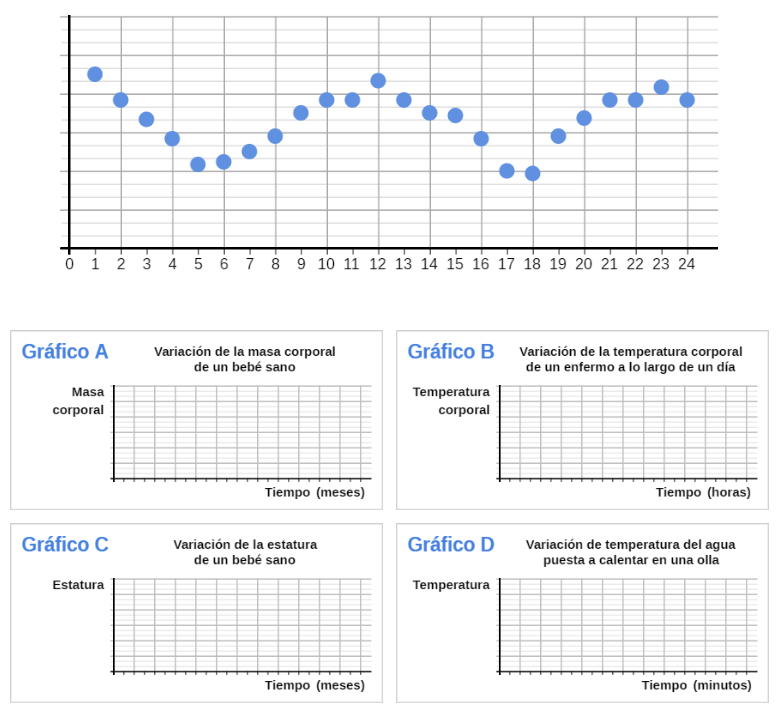 0 1 2 3 4 5 6 7 8 9 10 11 12 13 14 15 16 17 18 19 20 21 22 23 24
Gráfico A
Variación de la masa corporal
de un bebé sano
Masa
corporal
Tiempo (meses)
Gráfico B
Variación de la temperatura corporal
de un enfermo a lo largo de un día
Temperatura
corporal
Tiempo (horas)
Gráfico C
Variación de la estatura
de un bebé sano
Estatura
Tiempo (meses)
Gráfico D
Variación de temperatura del agua
puesta a calentar en una olla
Temperatura
Tiempo (minutos)